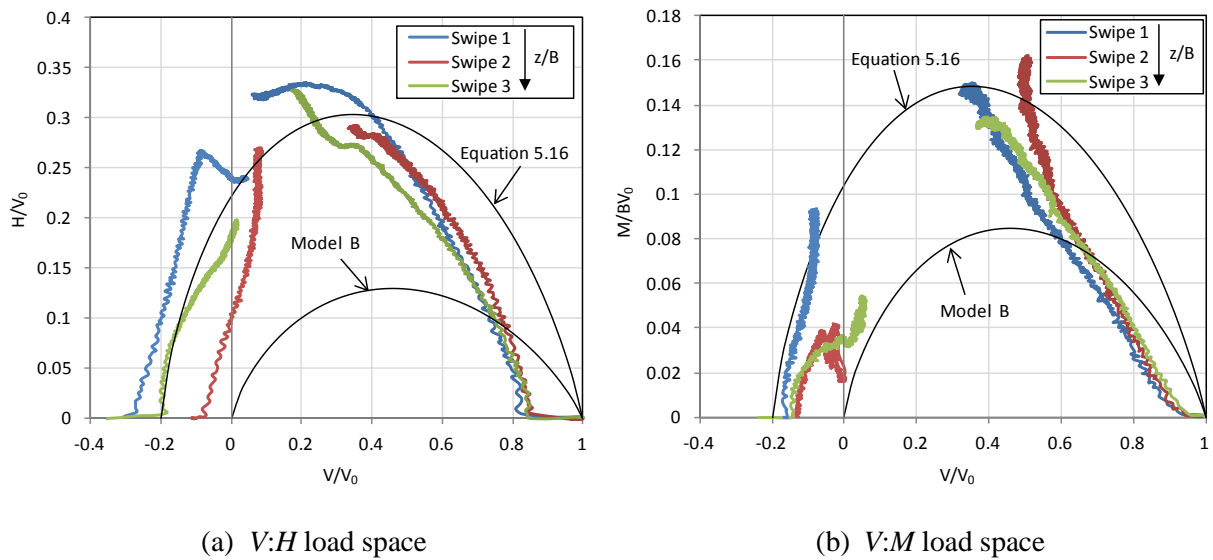 0.4
0.35
0.3
0.25
0.2
0.15
0.1
0.05
0
H/V0
-0.4 -0.2 0 0.2 0.4 0.6 0.8 1
V/V0
Swipe 1
Swipe 2
Swipe 3
z/B
Equation 5.16
Model B
(a) V:H load space
0.18
0.16
0.14
0.12
0.1
0.08
0.06
0.04
0.02
0
M/BV0
-0.4 -0.2 0 0.2 0.4 0.6 0.8 1
V/V0
Swipe 1
Swipe 2
Swipe 3
z/B
Equation 5.16
Model B
(b) V:M load space